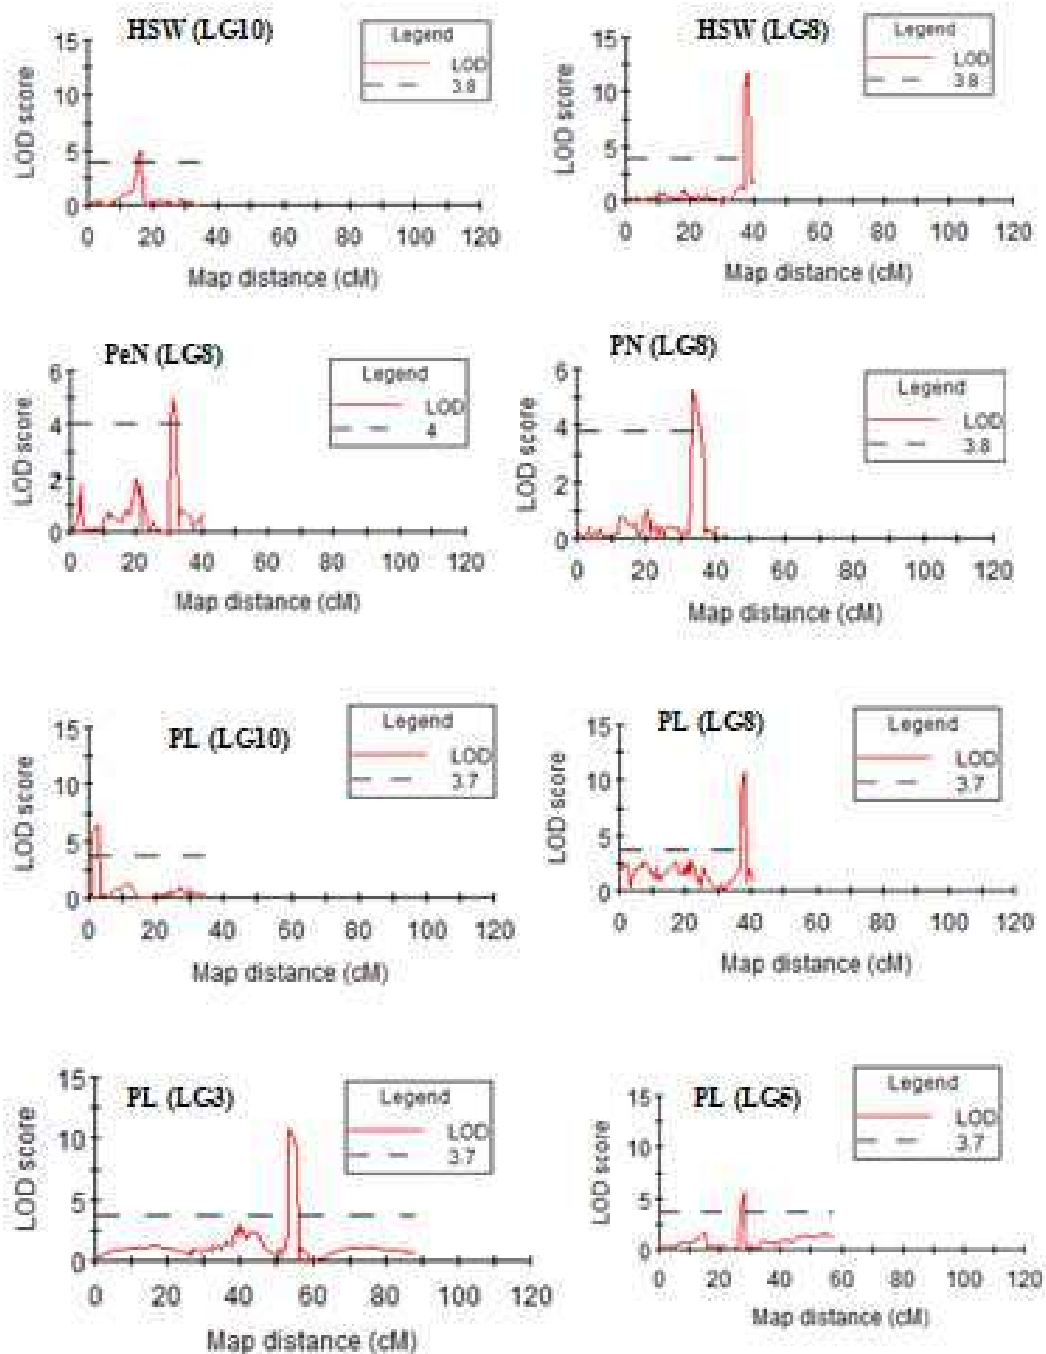 HSW (LG10)
Legend
LOD
3.8
15
10
5
0
LOD score
0 20 40 60 80 100 120
Map distance (cM)
HSW (LG8)
Legend
LOD
3.8
15
10
5
0
LOD score
0 20 40 60 80 100 120
Map distance (cM)
PeN (LG8)
Legend
LOD
4
6
4
2
0
LOD score
0 20 40 60 80 100 120
Map distance (cM)
PN (LG8)
Legend
LOD
3.8
6
4
2
0
LOD score
0 20 40 60 80 100 120
Map distance (cM)
PL (LG10)
Legend
LOD
3.7
15
10
5
0
LOD score
0 20 40 60 80 100 120
Map distance (cM)
PL (LG8)
Legend
LOD
3.7
15
10
5
0
LOD score
0 20 40 60 80 100 120
Map distance (cM)
PL (LG3)
Legend
LOD
3.7
15
10
5
0
LOD score
0 20 40 60 80 100 120
Map distance (cM)
PL
Legend
LOD
3.7
15
10
5
0
LOD score
0 20 40 60 80 100 120
Map distance (cM)